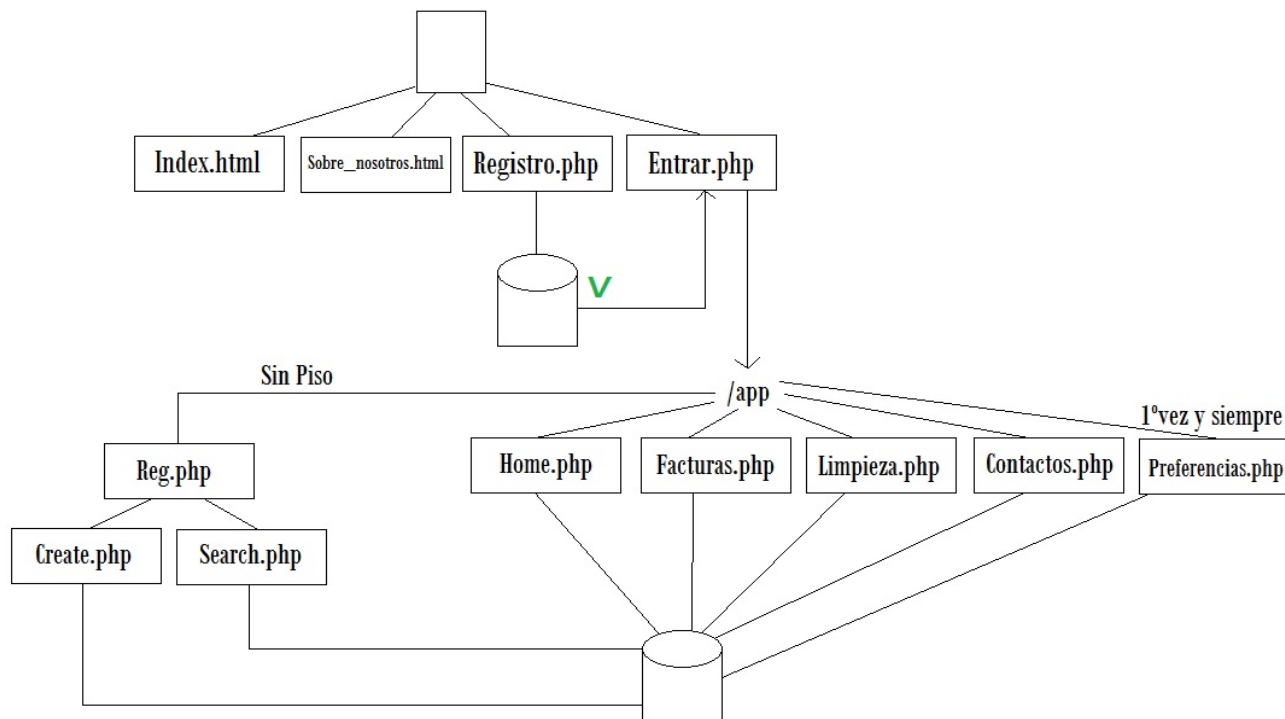 Index.html
Sobre_nosotros.html
Registro.php
Entrar.php
V
Sin Piso
/app
1ºvez y siempre
Reg.php
Home.php
Facturas.php
Limpieza.php
Contactos.php
Preferencias.php
Create.php
Search.php